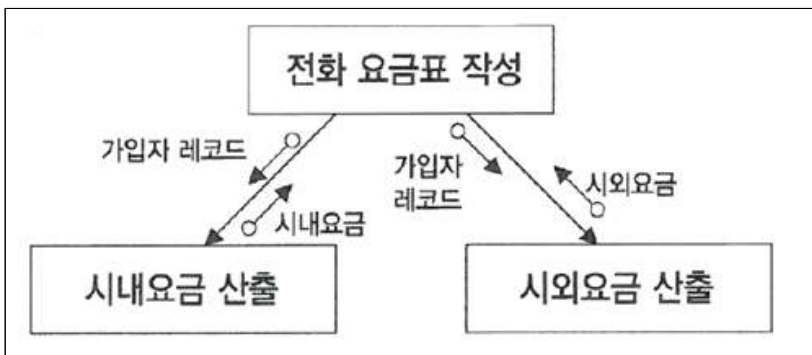 전화 요금표 작성
가입자 레코드
가입자
레코드
시외요금
시내요금
시내요금 산출
시외요금 산출